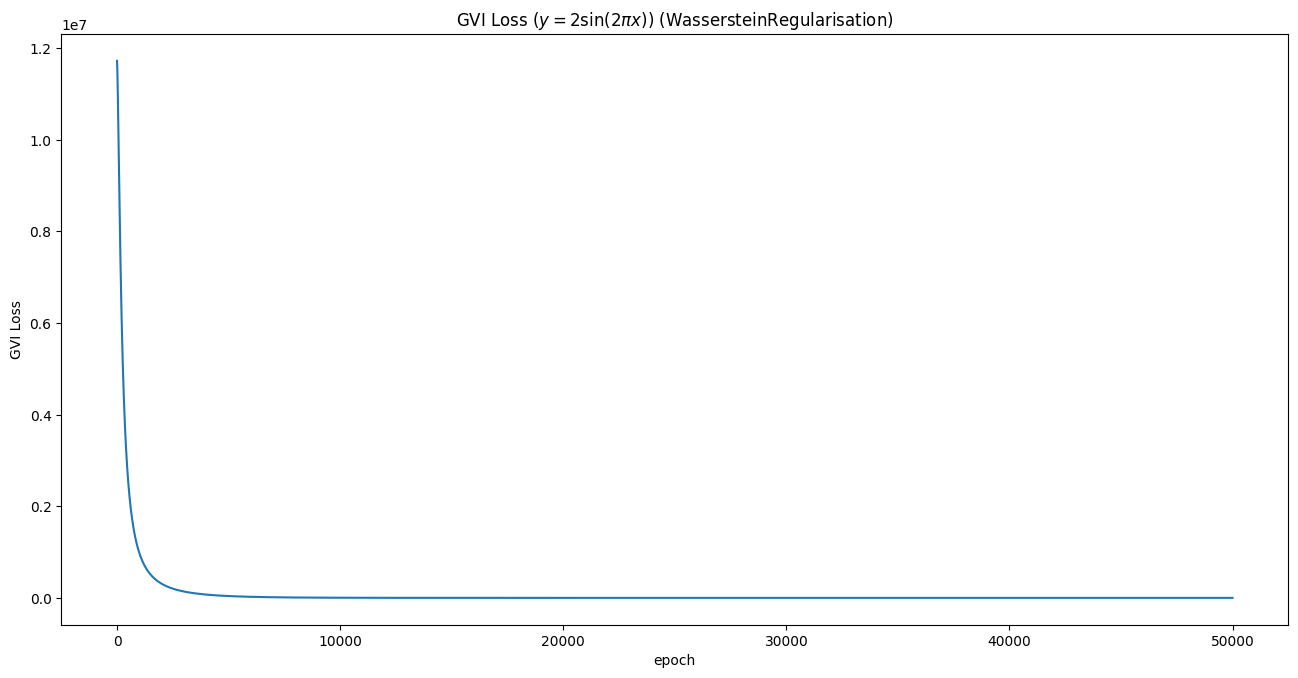 GVI Loss (y = 2sin(2πx)) (WassersteinRegularisation)
1e7
1.2
1.0
0.8
0.6
0.4
0.2
0.0
GVI Loss
0 10000 20000 30000 40000 50000
epoch